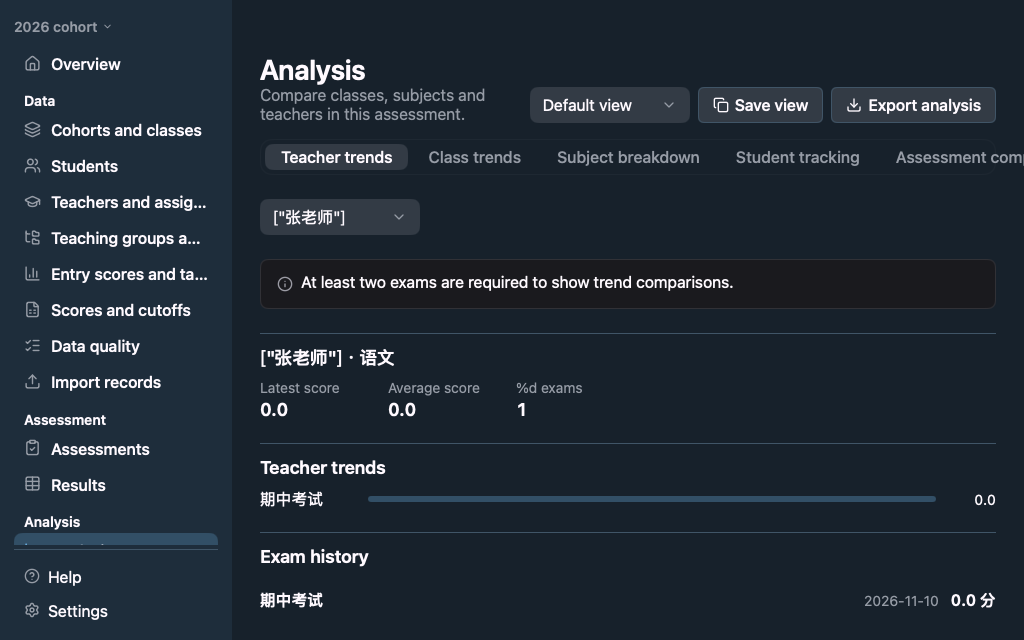 2026 cohort
Overview
Data
Cohorts and classes
Students
Teachers and assig...
Teaching groups a...
Entry scores and ta...
Scores and cutoffs
Data quality
Import records
Assessment
Assessments
Results
Analysis
Help
Settings
Analysis
Compare classes, subjects and
teachers in this assessment.
Default view
Save view
Export analysis
Teacher trends
Class trends
Subject breakdown
Student tracking
Assessment com
["张老师"]
At least two exams are required to show trend comparisons.
["张老师"] · 语文
Latest score
Average score
%d exams
0.0
0.0
1
Teacher trends
期中考试
0.0
Exam history
期中考试
2026-11-10
0.0 分